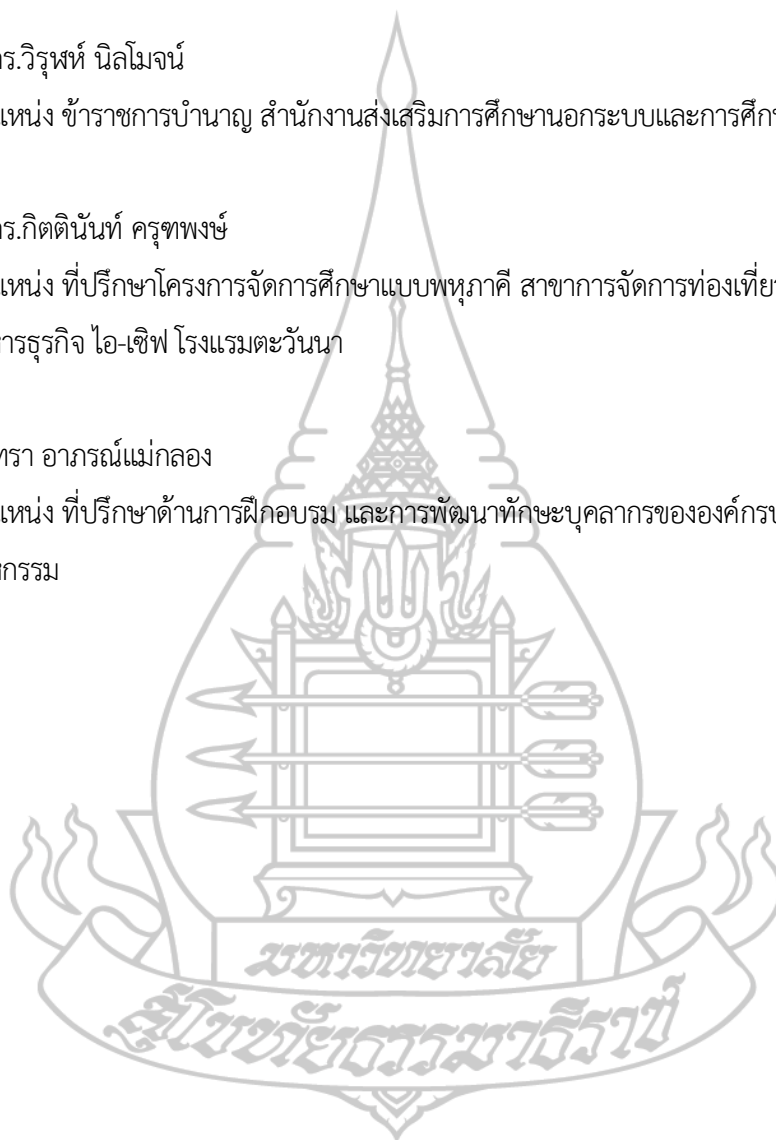 ดร.วิรุฬห์ นิลโมจน์
แหน่ง ข้าราชการบำนาญ สำนักงานส่งเสริมการศึกษานอกระบบและการศึกษ
ดร.กิตตินันท์ ครุฑพงษ์
แหน่ง ที่ปรึกษาโครงการจัดการศึกษาแบบพหุภาคี สาขาการจัดการท่องเที่ย
ารธุรกิจ ไอ-เซิฟ โรงแรมตะวันนา
ทรา อาภรณ์แม่กลอง
แหน่ง ที่ปรึกษาด้านการฝึกอบรม และการพัฒนาทักษะบุคลากรขององค์กร
กรรม
มหาวิทยาลัย
สุโขทัยธรรมาธิราช